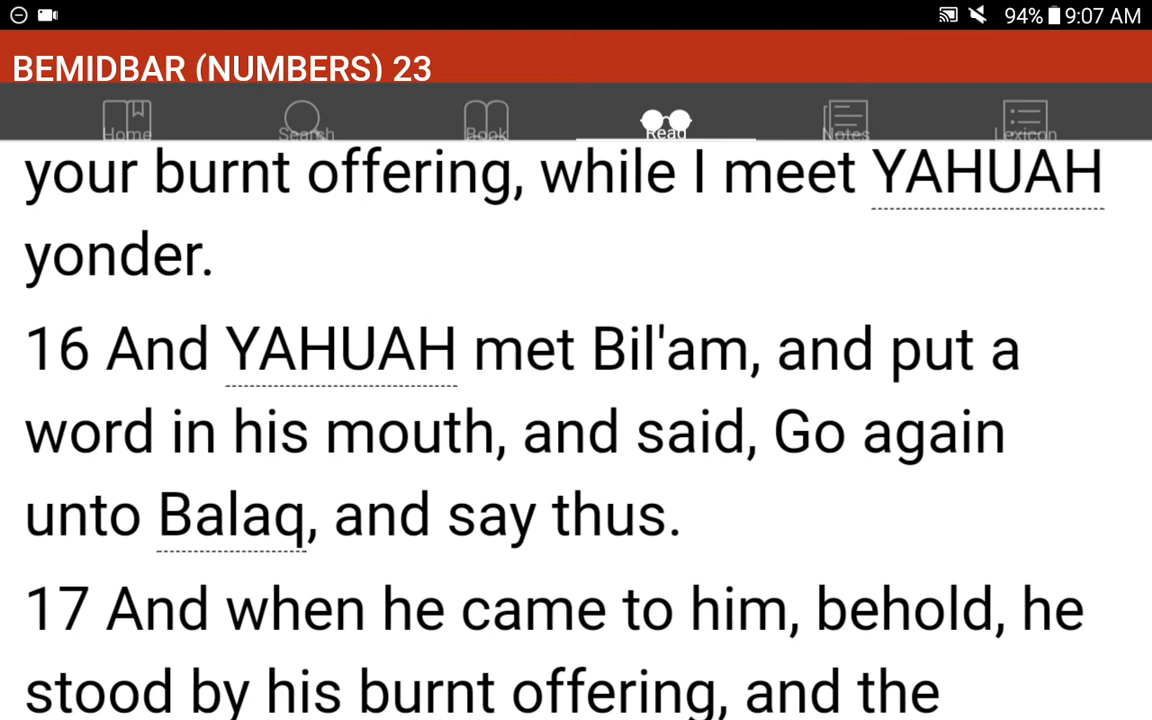 94% 9:07 AM
BEMIDBAR (NUMBERS) 23
Home Search Book Read Notes Lexicon
your burnt offering, while I meet YAHUAH
yonder.
16 And YAHUAH met Bil'am, and put a
word in his mouth, and said, Go again
unto Balaq, and say thus.
17 And when he came to him, behold, he
stood by his burnt offering, and the